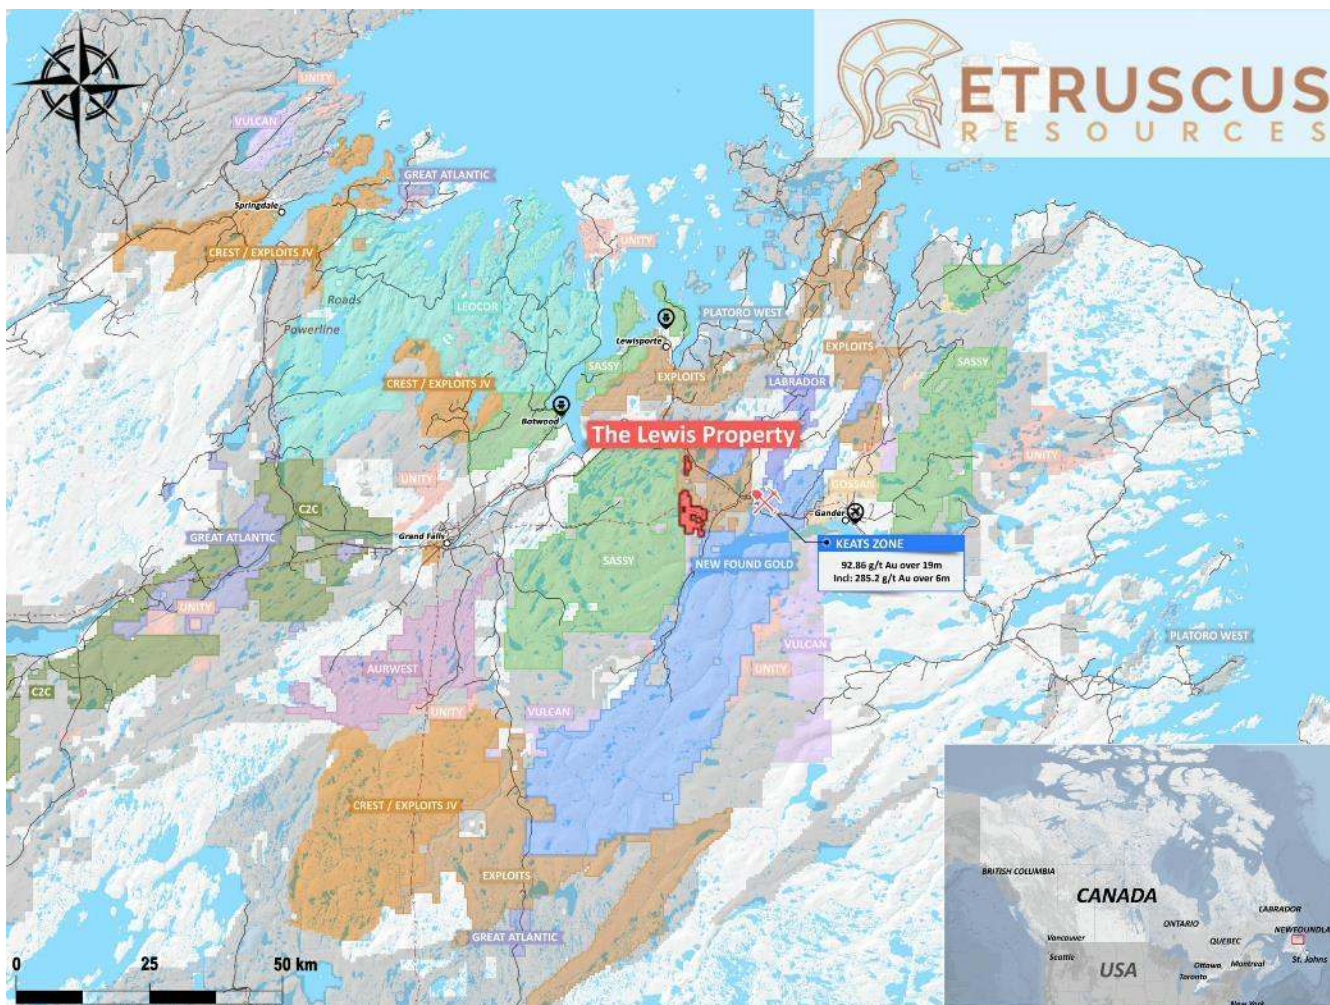 ETRUSCUS
RESOURCES
UNITY
VULCAN
GREAT ATLANTIC
Springdale
CREST / EXPLOITS JV
UNITY
Roads
LEOCOR
Powerline
PLATORO WEST
Lewisporte
EXPLOITS
SASSY
SASSY
EXPLOITS
LABRADOR
CREST / EXPLOITS JV
Botwood
The Lewis Property
UNITY
UNITY
GOSSAN
C2C
Gander
GREAT ATLANTIC
Grand Falls
KEATS ZONE
92.86 g/t Au over 19m
Incl: 285.2 g/t Au over 6m
SASSY
NEW FOUND GOLD
UNITY
PLATORO WEST
VULCAN
AURWEST
UNITY
C2C
UNITY
VULCAN
CREST / EXPLOITS JV
EXPLOITS
GREAT ATLANTIC
0 25 50 km
BRITISH COLUMBIA
CANADA
LABRADOR
ONTARIO
NEWFOUNDLA
QUEBEC
Vancouver
Seattle
St. Johns
Ottawa
Montreal
USA
Toronto
New York